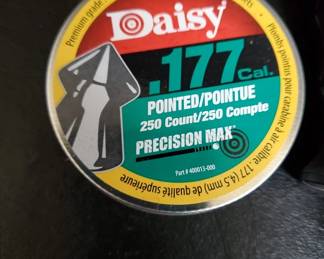 Premium grade
Daisy
.177 Cal.
POINTED/POINTUE
250 Count/250 Compte
PRECISION MAX
Part # 400013-000
Plombs pointus pour carabine à air calibre .177 (4.5 mm) de qualité supérieure